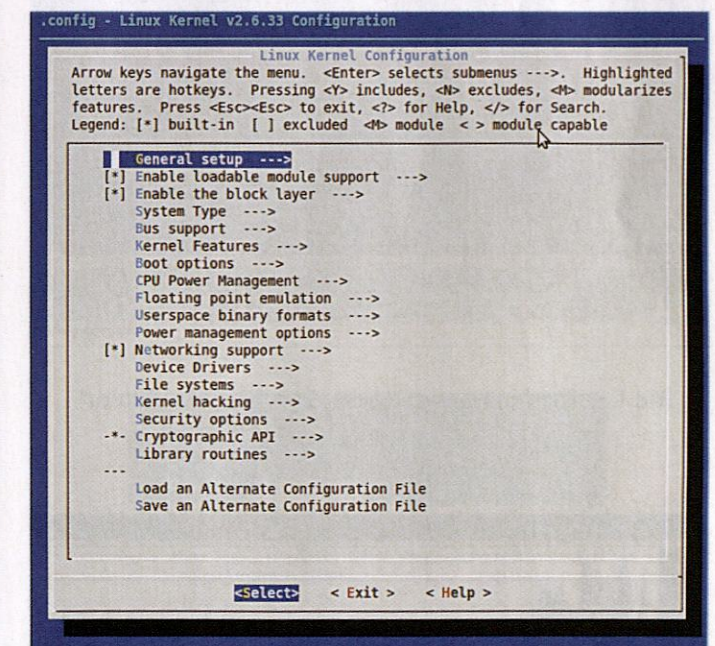 .config - Linux Kernel v2.6.33 Configuration
Linux Kernel Configuration
Arrow keys navigate the menu.  <Enter> selects submenus --->.  Highlighted
letters are hotkeys.  Pressing <Y> includes, <N> excludes, <M> modularizes
features.  Press <Esc><Esc> to exit, <?> for Help, </> for Search.
Legend: [*] built-in  [ ] excluded  <M> module  < > module capable
General setup  --->
[*] Enable loadable module support  --->
[*] Enable the block layer  --->
System Type  --->
Bus support  --->
Kernel Features  --->
Boot options  --->
CPU Power Management  --->
Floating point emulation  --->
Userspace binary formats  --->
Power management options  --->
[*] Networking support  --->
Device Drivers  --->
File systems  --->
Kernel hacking  --->
Security options  --->
-*- Cryptographic API  --->
Library routines  --->
---
Load an Alternate Configuration File
Save an Alternate Configuration File
<Select>    < Exit >    < Help >